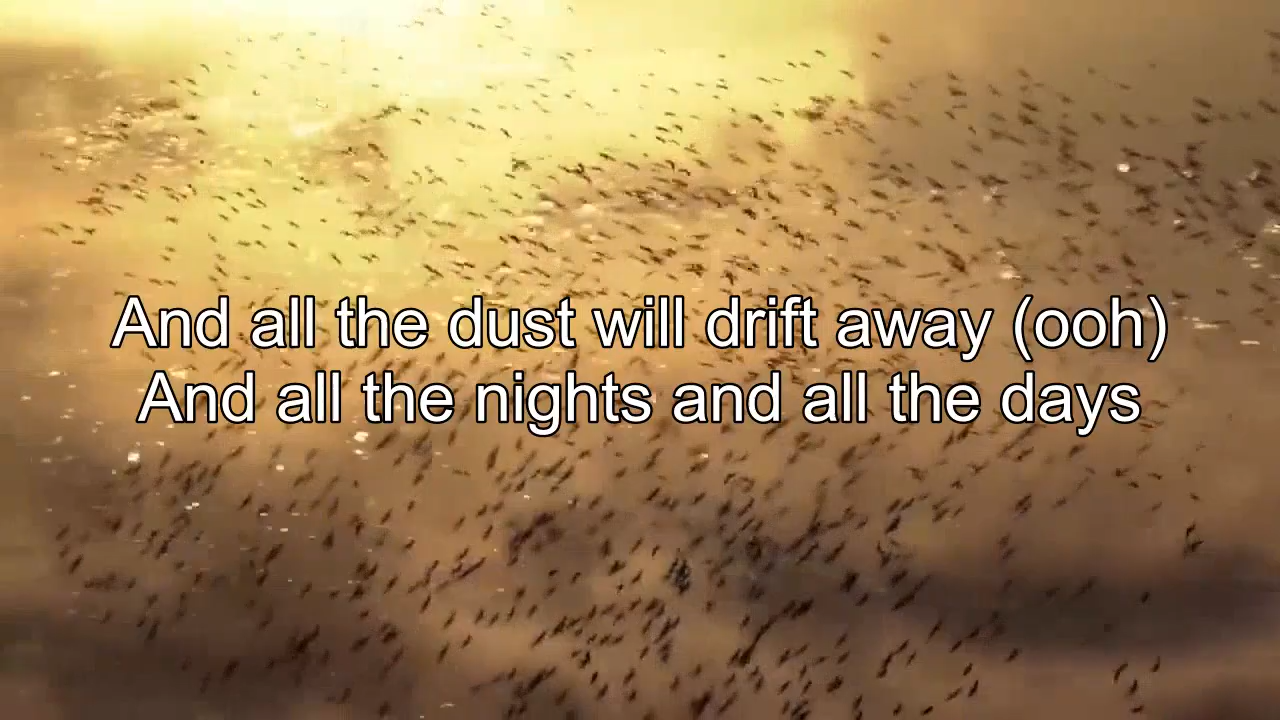 And all the dust will drift away (ooh)
And all the nights and all the days